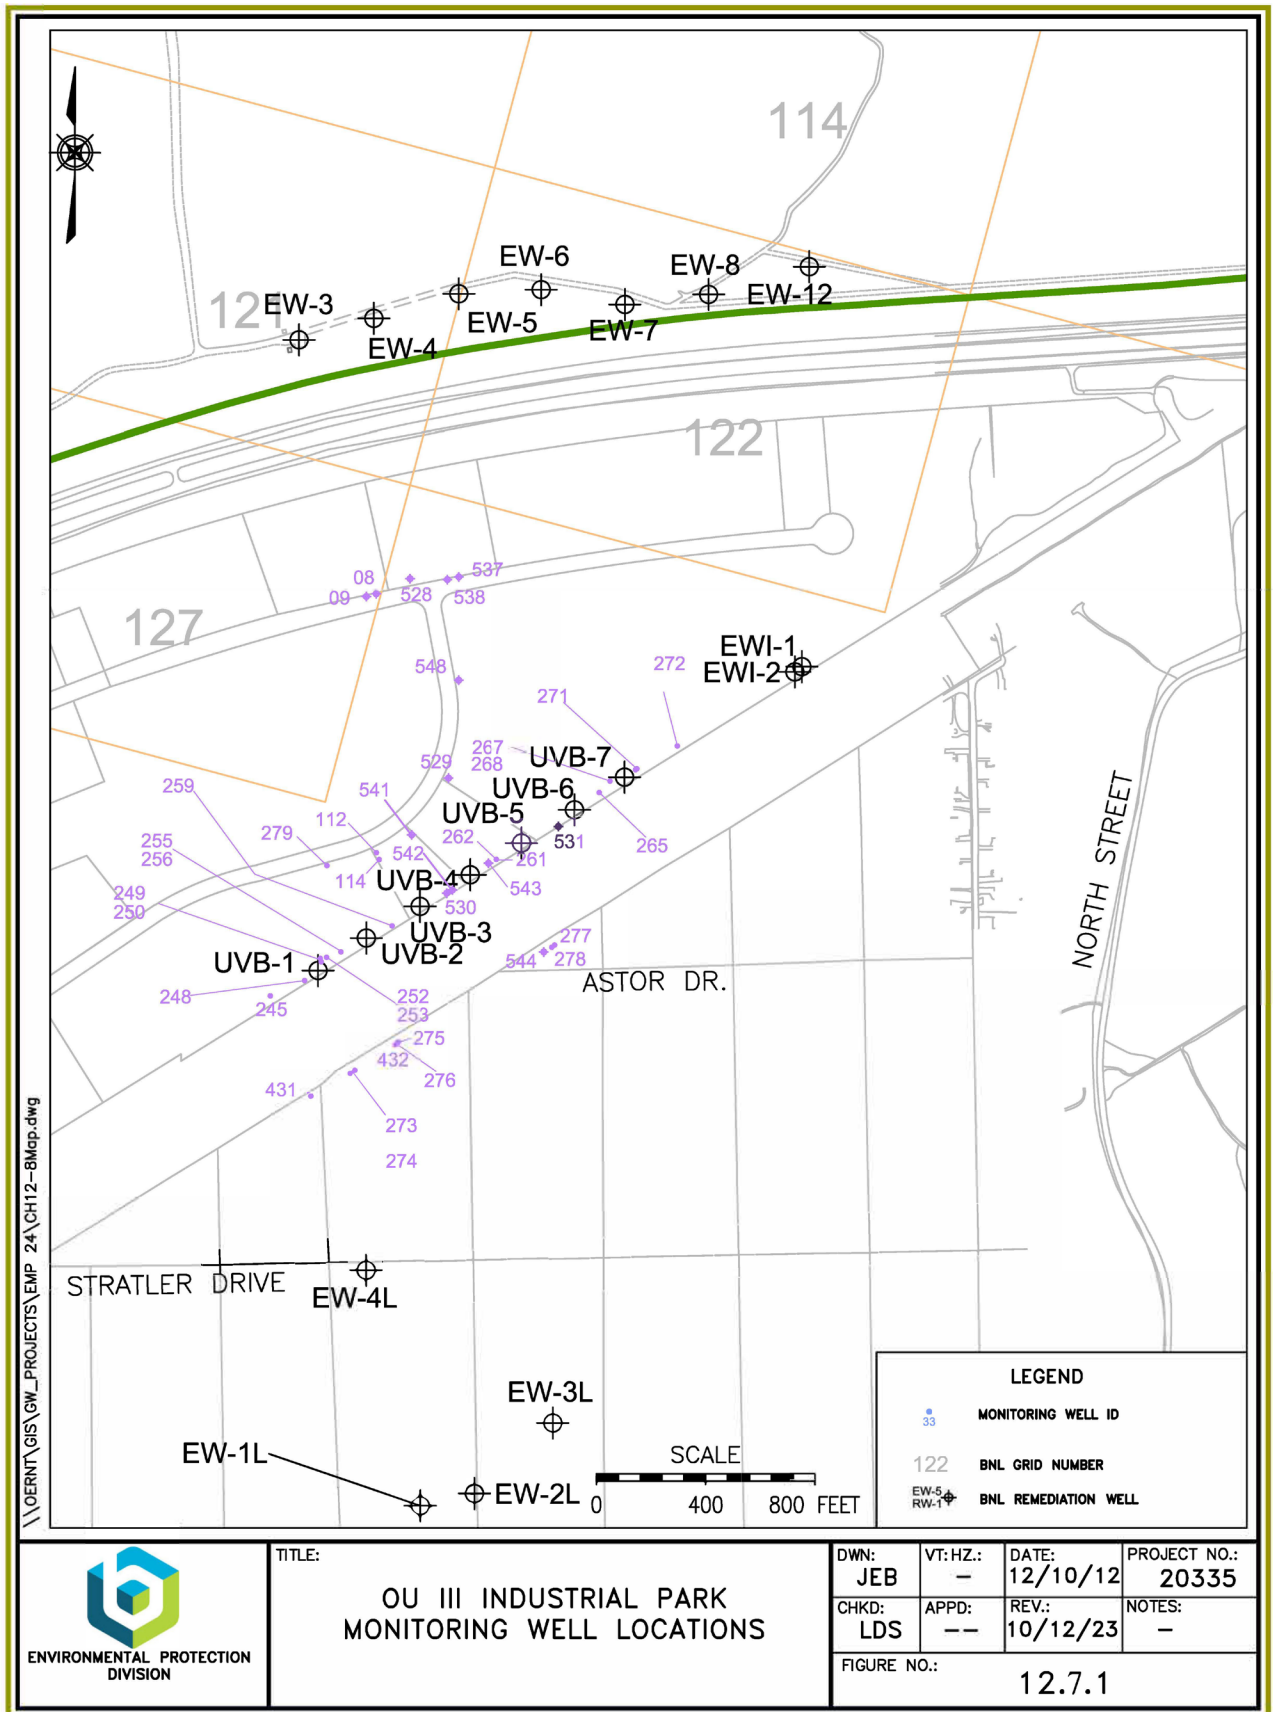 114
EW-6
EW-8
EW-12
121
EW-3
EW-5
EW-7
EW-4
122
08
537
09
528
538
127
EWI-1
EWI-2
272
548
271
267
268
UVB-7
529
259
541
UVB-6
UVB-5
112
279
262
531
265
255
256
542
261
114
UVB-4
543
249
250
530
UVB-3
277
UVB-2
544
278
UVB-1
ASTOR DR.
248
245
252
253
275
432
276
431
273
274
NORTH STREET
STRATLER DRIVE
EW-4L
EW-3L
EW-1L
EW-2L
SCALE
0 400 800 FEET
LEGEND
33 MONITORING WELL ID
122 BNL GRID NUMBER
EW-5
RW-1 BNL REMEDIATION WELL
\\OERNT\GIS\GW_PROJECTS\EMP 24\CH12-8Map.dwg
ENVIRONMENTAL PROTECTION
DIVISION
TITLE:
OU III INDUSTRIAL PARK
MONITORING WELL LOCATIONS
DWN:
JEB
VT:HZ.:
-
DATE:
12/10/12
PROJECT NO.:
20335
CHKD:
LDS
APPD:
--
REV.:
10/12/23
NOTES:
-
FIGURE NO.:
12.7.1